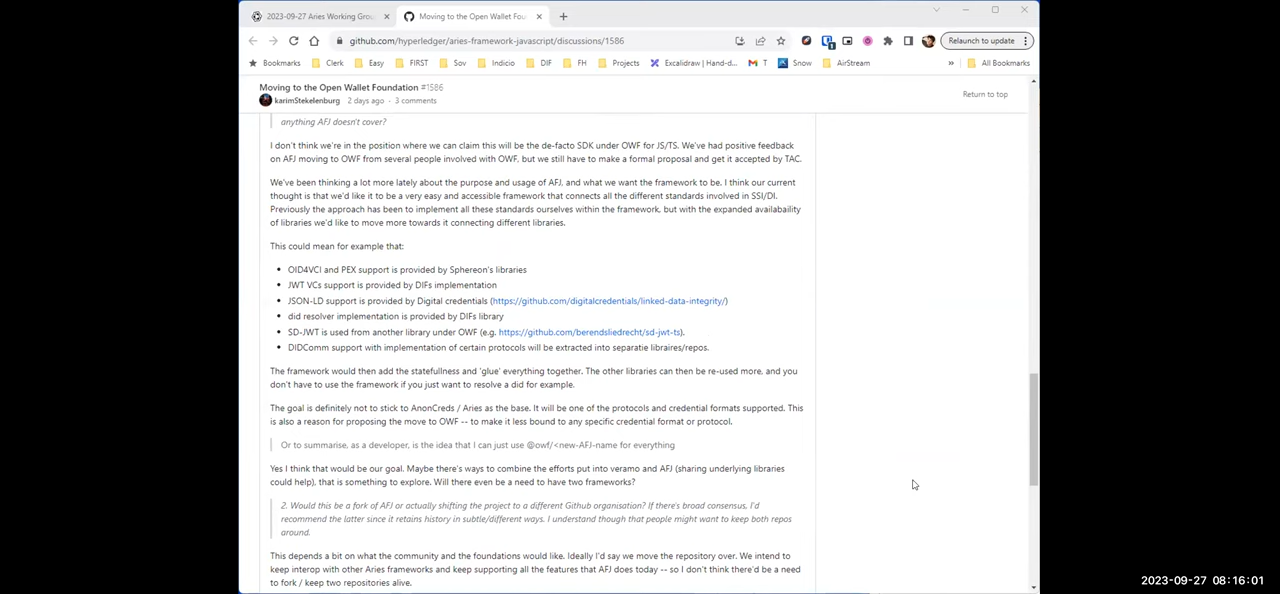 2023-09-27 Aries Working Grou
Moving to the Open Wallet Fou
github.com/hyperledger/aries-framework-javascript/discussions/1586
Relaunch to update
Bookmarks Clerk Easy FIRST Sov Indicio DIF FH Projects Excalidraw | Hand-d... T Snow AirStream » All Bookmarks
Moving to the Open Wallet Foundation #1586
karimStekelenburg 2 days ago · 3 comments
Return to top
anything AFJ doesn't cover?
I don't think we're in the position where we can claim this will be the de-facto SDK under OWF for JS/TS. We've had positive feedback
on AFJ moving to OWF from several people involved with OWF, but we still have to make a formal proposal and get it accepted by TAC.
We've been thinking a lot more lately about the purpose and usage of AFJ, and what we want the framework to be. I think our current
thought is that we'd like it to be a very easy and accessible framework that connects all the different standards involved in SSI/DI.
Previously the approach has been to implement all these standards ourselves within the framework, but with the expanded availability
of libraries we'd like to move more towards it connecting different libraries.
This could mean for example that:
• OID4VCI and PEX support is provided by Sphereon's libraries
• JWT VCs support is provided by DIFs implementation
• JSON-LD support is provided by Digital credentials (https://github.com/digitalcredentials/linked-data-integrity/)
• did resolver implementation is provided by DIFs library
• SD-JWT is used from another library under OWF (e.g. https://github.com/berendsliedrecht/sd-jwt-ts).
• DIDComm support with implementation of certain protocols will be extracted into separatie libraires/repos.
The framework would then add the statefullness and 'glue' everything together. The other libraries can then be re-used more, and you
don't have to use the framework if you just want to resolve a did for example.
The goal is definitely not to stick to AnonCreds / Aries as the base. It will be one of the protocols and credential formats supported. This
is also a reason for proposing the move to OWF -- to make it less bound to any specific credential format or protocol.
Or to summarise, as a developer, is the idea that I can just use @owf/<new-AFJ-name for everything
Yes I think that would be our goal. Maybe there's ways to combine the efforts put into veramo and AFJ (sharing underlying libraries
could help), that is something to explore. Will there even be a need to have two frameworks?
2. Would this be a fork of AFJ or actually shifting the project to a different Github organisation? If there's broad consensus, I'd
recommend the latter since it retains history in subtle/different ways. I understand though that people might want to keep both repos
around.
This depends a bit on what the community and the foundations would like. Ideally I'd say we move the repository over. We intend to
keep interop with other Aries frameworks and keep supporting all the features that AFJ does today -- so I don't think there'd be a need
to fork / keep two repositories alive.
2023-09-27 08:16:01